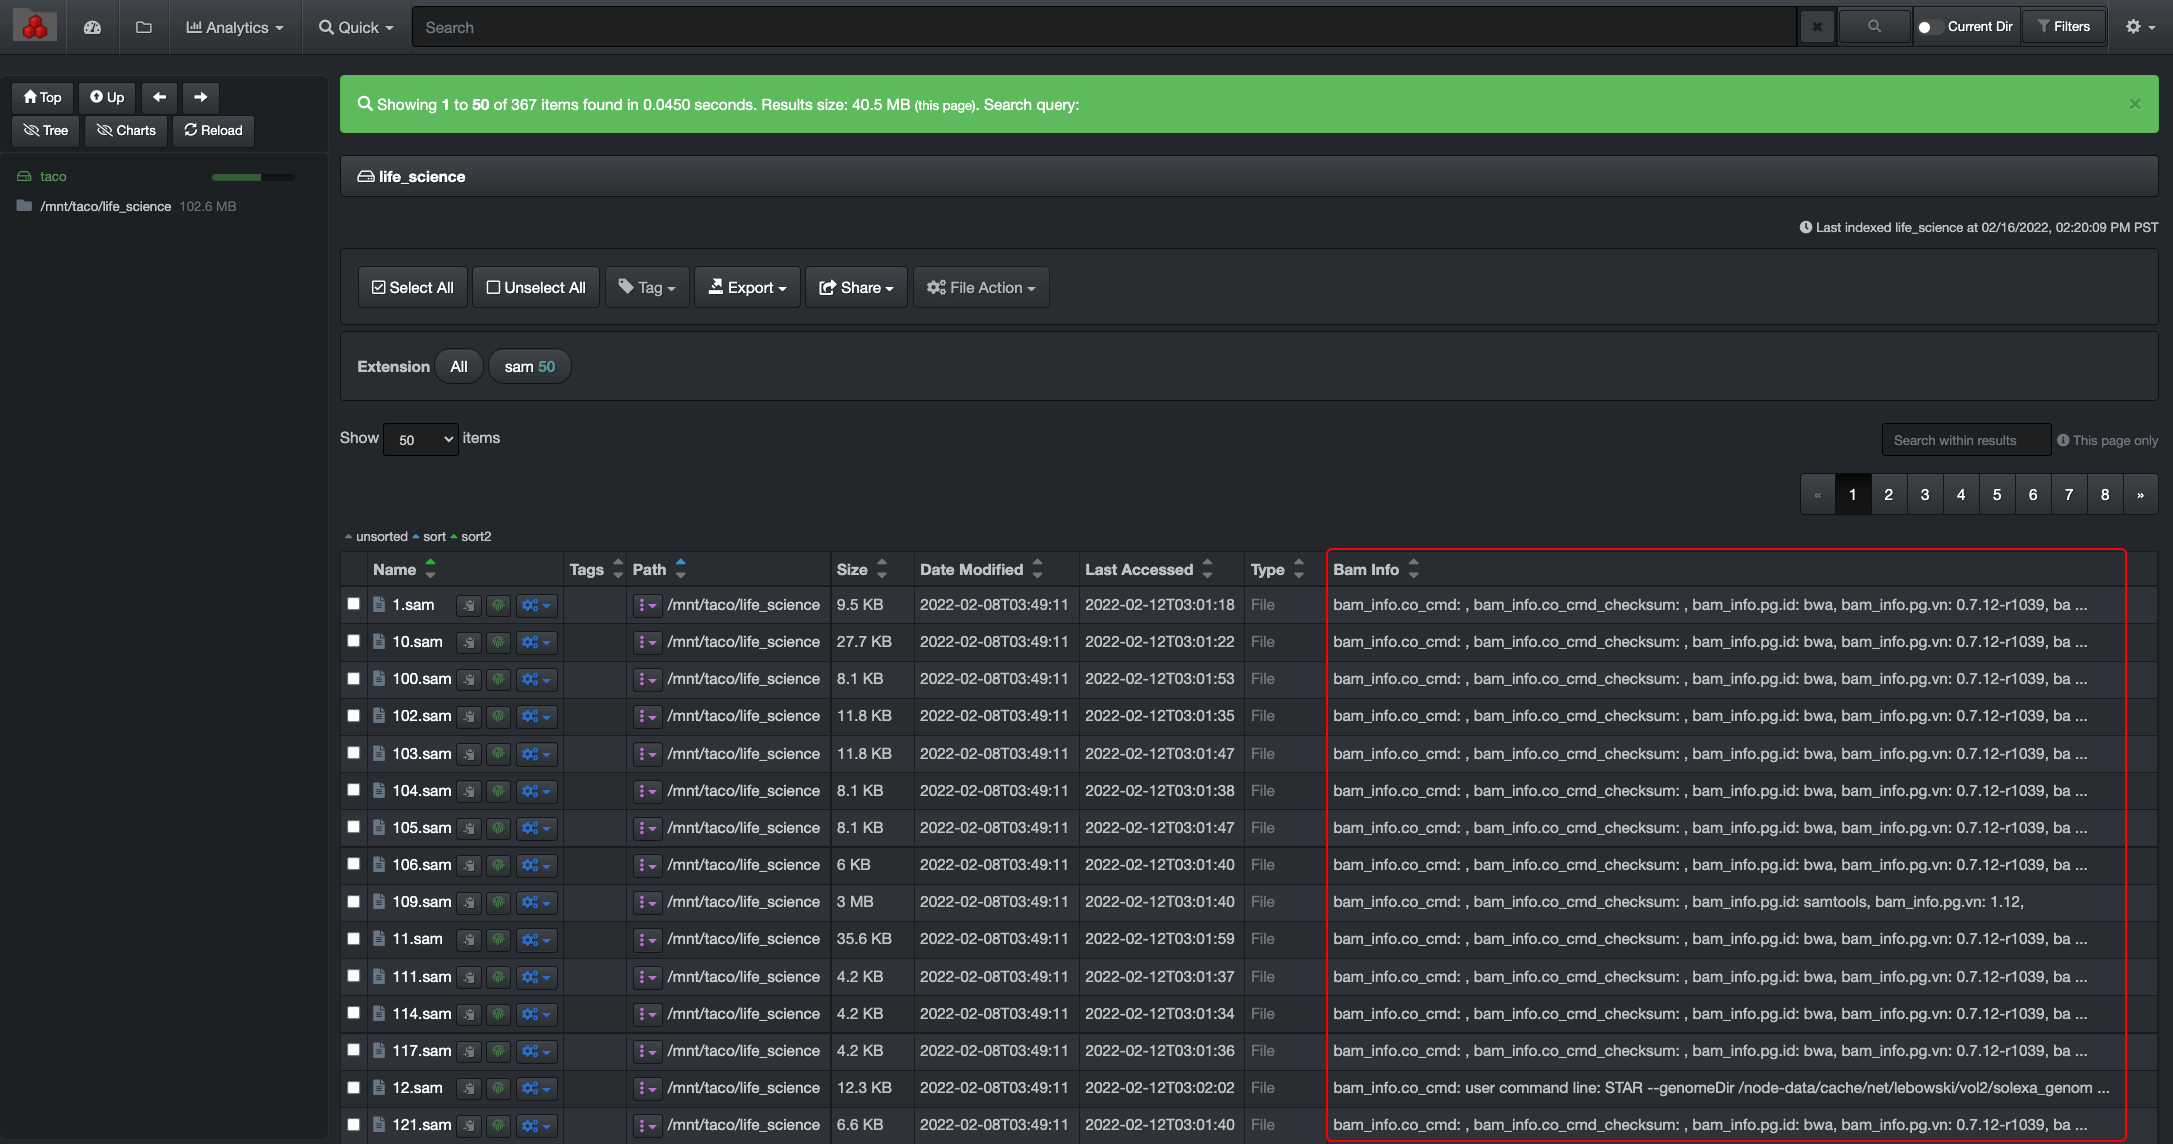 Analytics Quick Search Current Dir Filters
Top Up
Tree Charts Reload
taco
/mnt/taco/life_science 102.6 MB
Showing 1 to 50 of 367 items found in 0.0450 seconds. Results size: 40.5 MB (this page). Search query: ×
life_science
Last indexed life_science at 02/16/2022, 02:20:09 PM PST
Select All Unselect All Tag Export Share File Action
Extension All sam 50
Show 50 items
Search within results This page only
« 1 2 3 4 5 6 7 8 »
unsorted sort sort2
Name Tags Path Size Date Modified Last Accessed Type Bam Info
1.sam /mnt/taco/life_science 9.5 KB 2022-02-08T03:49:11 2022-02-12T03:01:18 File bam_info.co_cmd: , bam_info.co_cmd_checksum: , bam_info.pg.id: bwa, bam_info.pg.vn: 0.7.12-r1039, ba ...
10.sam /mnt/taco/life_science 27.7 KB 2022-02-08T03:49:11 2022-02-12T03:01:22 File bam_info.co_cmd: , bam_info.co_cmd_checksum: , bam_info.pg.id: bwa, bam_info.pg.vn: 0.7.12-r1039, ba ...
100.sam /mnt/taco/life_science 8.1 KB 2022-02-08T03:49:11 2022-02-12T03:01:53 File bam_info.co_cmd: , bam_info.co_cmd_checksum: , bam_info.pg.id: bwa, bam_info.pg.vn: 0.7.12-r1039, ba ...
102.sam /mnt/taco/life_science 11.8 KB 2022-02-08T03:49:11 2022-02-12T03:01:35 File bam_info.co_cmd: , bam_info.co_cmd_checksum: , bam_info.pg.id: bwa, bam_info.pg.vn: 0.7.12-r1039, ba ...
103.sam /mnt/taco/life_science 11.8 KB 2022-02-08T03:49:11 2022-02-12T03:01:47 File bam_info.co_cmd: , bam_info.co_cmd_checksum: , bam_info.pg.id: bwa, bam_info.pg.vn: 0.7.12-r1039, ba ...
104.sam /mnt/taco/life_science 8.1 KB 2022-02-08T03:49:11 2022-02-12T03:01:38 File bam_info.co_cmd: , bam_info.co_cmd_checksum: , bam_info.pg.id: bwa, bam_info.pg.vn: 0.7.12-r1039, ba ...
105.sam /mnt/taco/life_science 8.1 KB 2022-02-08T03:49:11 2022-02-12T03:01:47 File bam_info.co_cmd: , bam_info.co_cmd_checksum: , bam_info.pg.id: bwa, bam_info.pg.vn: 0.7.12-r1039, ba ...
106.sam /mnt/taco/life_science 6 KB 2022-02-08T03:49:11 2022-02-12T03:01:40 File bam_info.co_cmd: , bam_info.co_cmd_checksum: , bam_info.pg.id: bwa, bam_info.pg.vn: 0.7.12-r1039, ba ...
109.sam /mnt/taco/life_science 3 MB 2022-02-08T03:49:11 2022-02-12T03:01:40 File bam_info.co_cmd: , bam_info.co_cmd_checksum: , bam_info.pg.id: samtools, bam_info.pg.vn: 1.12,
11.sam /mnt/taco/life_science 35.6 KB 2022-02-08T03:49:11 2022-02-12T03:01:59 File bam_info.co_cmd: , bam_info.co_cmd_checksum: , bam_info.pg.id: bwa, bam_info.pg.vn: 0.7.12-r1039, ba ...
111.sam /mnt/taco/life_science 4.2 KB 2022-02-08T03:49:11 2022-02-12T03:01:37 File bam_info.co_cmd: , bam_info.co_cmd_checksum: , bam_info.pg.id: bwa, bam_info.pg.vn: 0.7.12-r1039, ba ...
114.sam /mnt/taco/life_science 4.2 KB 2022-02-08T03:49:11 2022-02-12T03:01:34 File bam_info.co_cmd: , bam_info.co_cmd_checksum: , bam_info.pg.id: bwa, bam_info.pg.vn: 0.7.12-r1039, ba ...
117.sam /mnt/taco/life_science 4.2 KB 2022-02-08T03:49:11 2022-02-12T03:01:36 File bam_info.co_cmd: , bam_info.co_cmd_checksum: , bam_info.pg.id: bwa, bam_info.pg.vn: 0.7.12-r1039, ba ...
12.sam /mnt/taco/life_science 12.3 KB 2022-02-08T03:49:11 2022-02-12T03:02:02 File bam_info.co_cmd: user command line: STAR --genomeDir /node-data/cache/net/lebowski/vol2/solexa_genom ...
121.sam /mnt/taco/life_science 6.6 KB 2022-02-08T03:49:11 2022-02-12T03:01:40 File bam_info.co_cmd: , bam_info.co_cmd_checksum: , bam_info.pg.id: bwa, bam_info.pg.vn: 0.7.12-r1039, ba ...